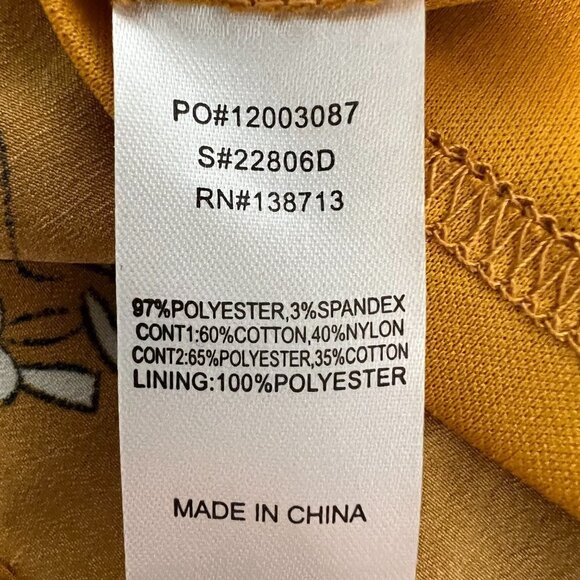 PO#12003087
S#22806D
RN#138713
97%POLYESTER,3%SPANDEX
CONT1:60%COTTON,40%NYLON
CONT2:65%POLYESTER,35%COTTON
LINING:100%POLYESTER
MADE IN CHINA